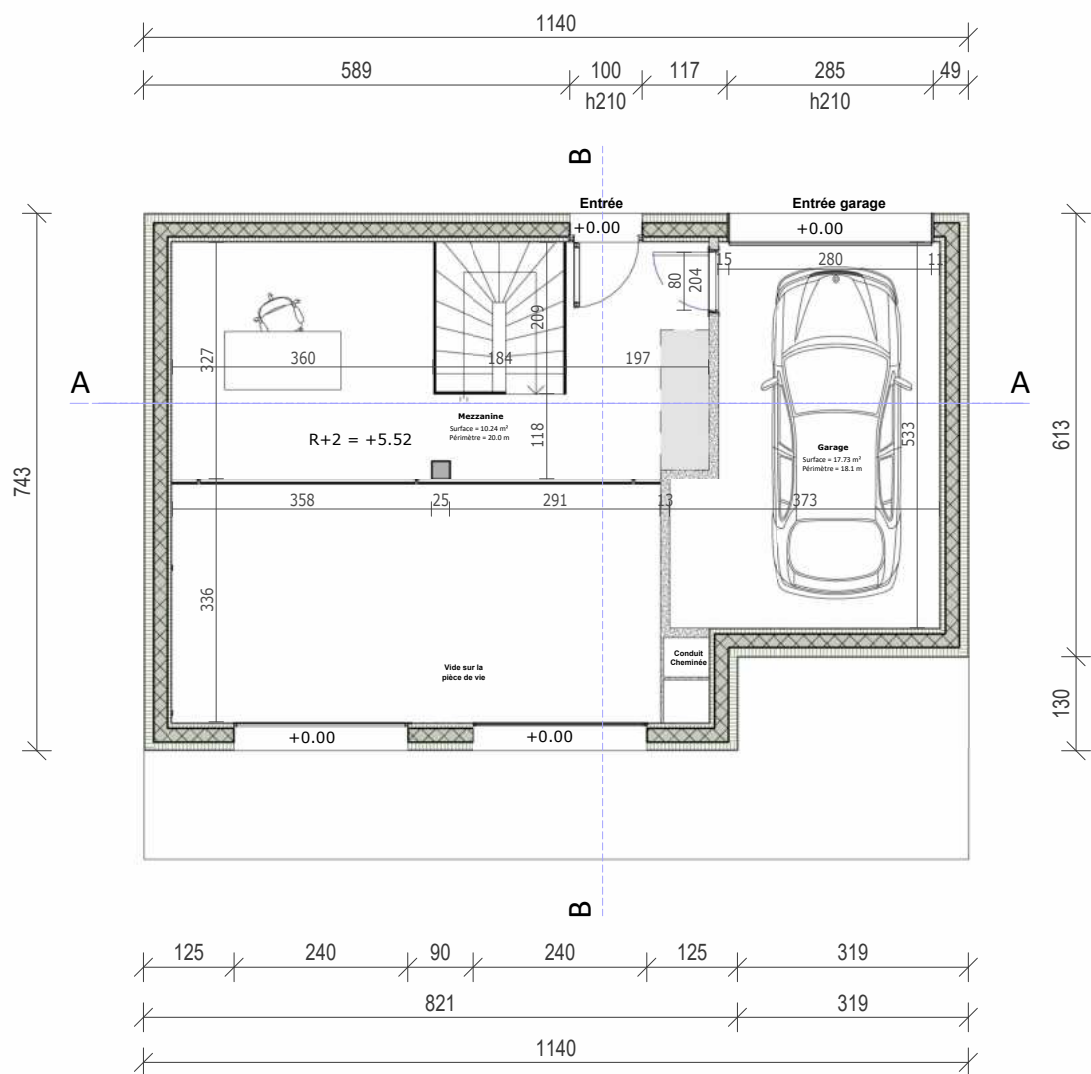 1140
589
100
117
285
49
h210
h210
B
Entrée
Entrée garage
+0.00
+0.00
15
280
11
80
204
209
327
360
184
197
A
A
Mezzanine
Surface = 10.24 m²
Périmètre = 20.0 m
R+2 = +5.52
118
Garage
Surface = 17.73 m²
Périmètre = 18.1 m
533
613
743
358
25
291
13
373
336
Conduit
Cheminée
Vide sur la
pièce de vie
130
+0.00
+0.00
B
125
240
90
240
125
319
821
319
1140